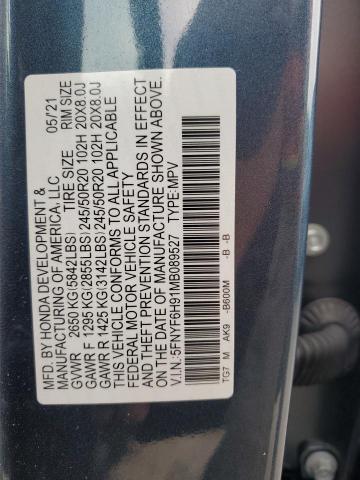 MFD. BY HONDA DEVELOPMENT &
MANUFACTURING OF AMERICA, LLC 05/'21
TIRE SIZE RIM SIZE
GVWR 2650 KG(5842LBS)
GAWR F 1295 KG(2855LBS)245/50R20 102H 20X8.0J
GAWR R 1425 KG(3142LBS)245/50R20 102H 20X8.0J
THIS VEHICLE CONFORMS TO ALL APPLICABLE
FEDERAL MOTOR VEHICLE SAFETY, BUMPER,
AND THEFT PREVENTION STANDARDS IN EFFECT
ON THE DATE OF MANUFACTURE SHOWN ABOVE.
V.I.N.:5FNYF6H91MB089527 TYPE:MPV
TG7 M AK9 -B600M -B -B